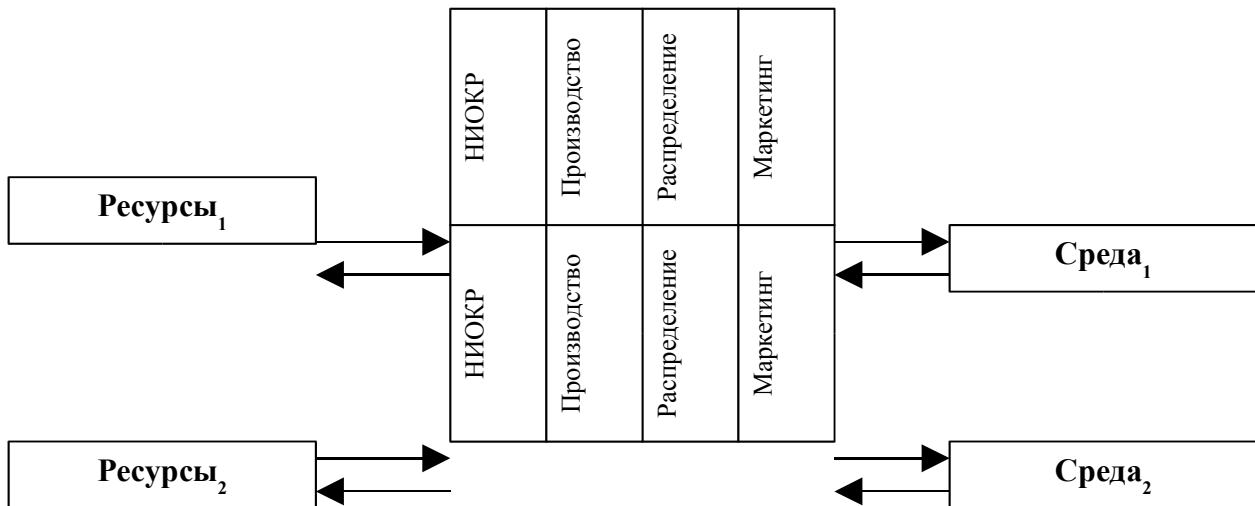 НИОКР
Производство
Распределение
Маркетинг
Ресурсы₁
НИОКР
Производство
Распределение
Маркетинг
Среда₁
Ресурсы₂
Среда₂